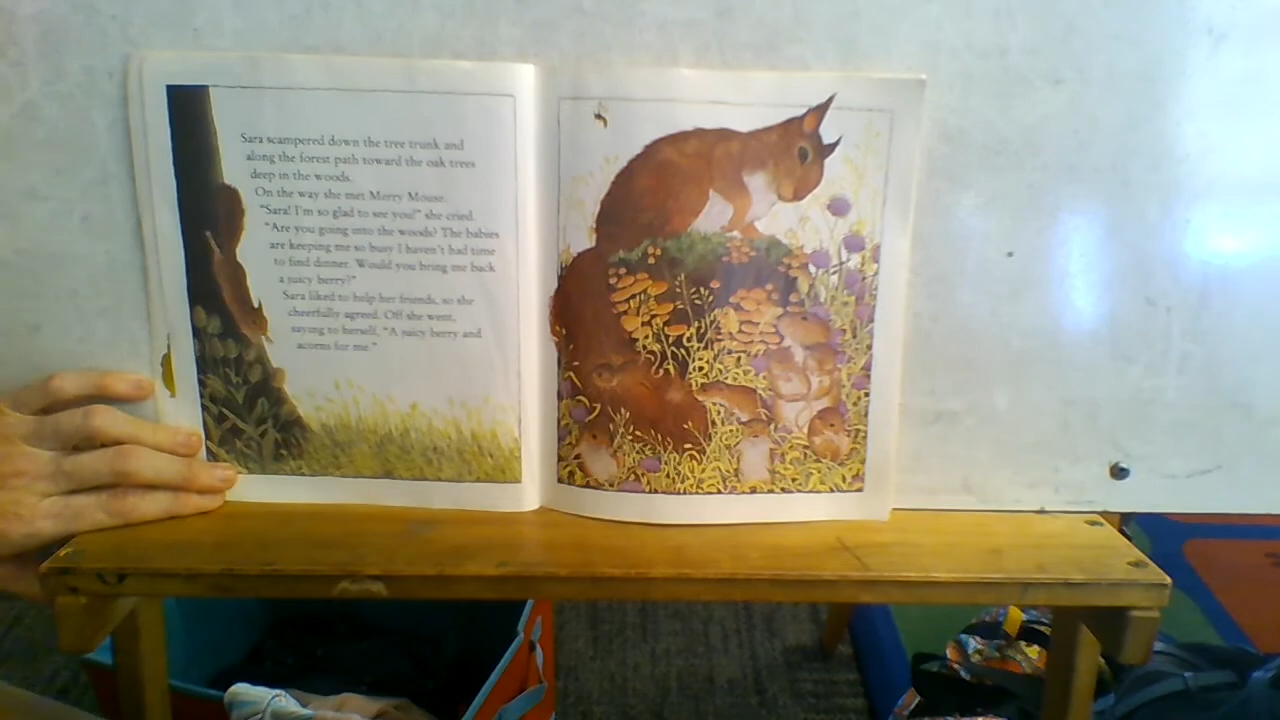 Sara scampered down the tree trunk and
along the forest path toward the oak trees
deep in the woods.
On the way she met Merry Mouse.
"Sara! I'm so glad to see you!" she cried.
"Are you going into the woods? The babies
are keeping me so busy I haven't had time
to find dinner. Would you bring me back
a juicy berry?"
Sara liked to help her friends, so she
cheerfully agreed. Off she went,
saying to herself, "A juicy berry and
acorns for me."